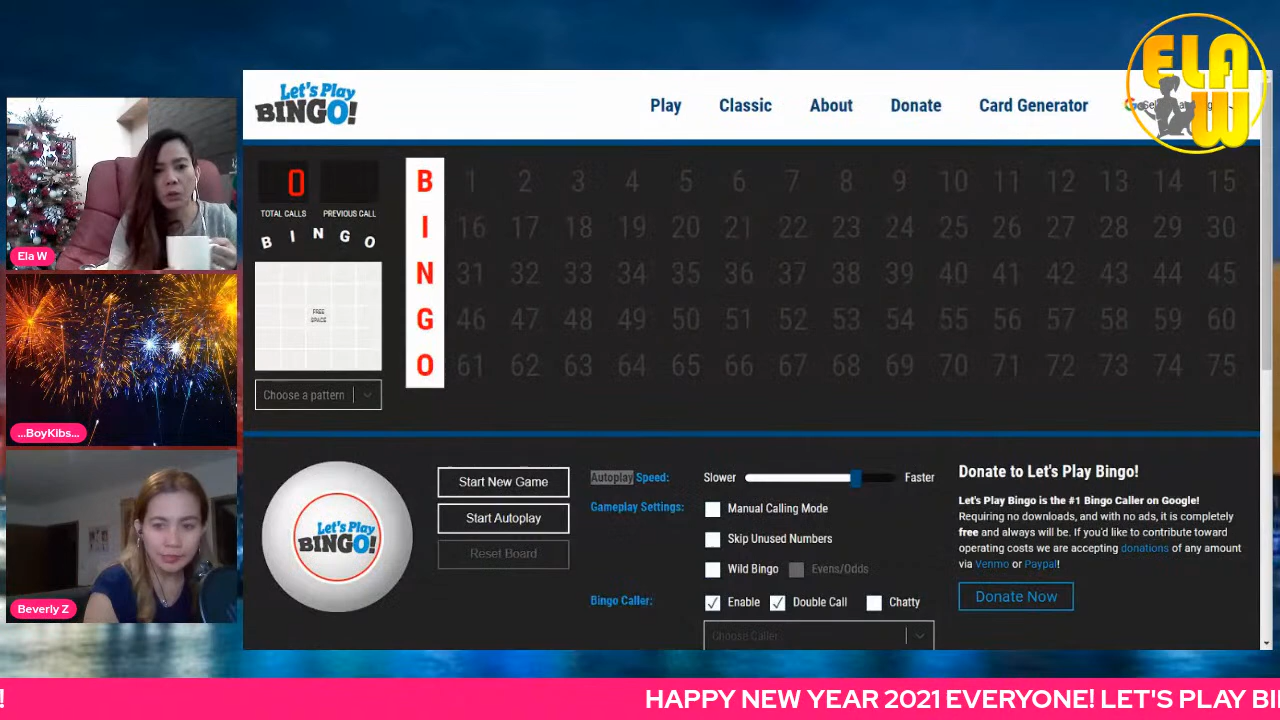 ELA
W
Let's Play
BINGO!
Play
Classic
About
Donate
Card Generator
0
TOTAL CALLS
PREVIOUS CALL
B I N G O
FREE
SPACE
Choose a pattern
B 1 2 3 4 5 6 7 8 9 10 11 12 13 14 15
I 16 17 18 19 20 21 22 23 24 25 26 27 28 29 30
N 31 32 33 34 35 36 37 38 39 40 41 42 43 44 45
G 46 47 48 49 50 51 52 53 54 55 56 57 58 59 60
O 61 62 63 64 65 66 67 68 69 70 71 72 73 74 75
Ela W
...BoyKibs...
Beverly Z
Let's Play
BINGO!
Start New Game
Start Autoplay
Reset Board
Autoplay Speed:
Slower
Faster
Gameplay Settings:
Manual Calling Mode
Skip Unused Numbers
Wild Bingo
Evens/Odds
Bingo Caller:
Enable
Double Call
Chatty
Choose Caller
Donate to Let's Play Bingo!
Let's Play Bingo is the #1 Bingo Caller on Google!
Requiring no downloads, and with no ads, it is completely
free and always will be. If you'd like to contribute toward
operating costs we are accepting donations of any amount
via Venmo or Paypal!
Donate Now
!
HAPPY NEW YEAR 2021 EVERYONE! LET'S PLAY BI